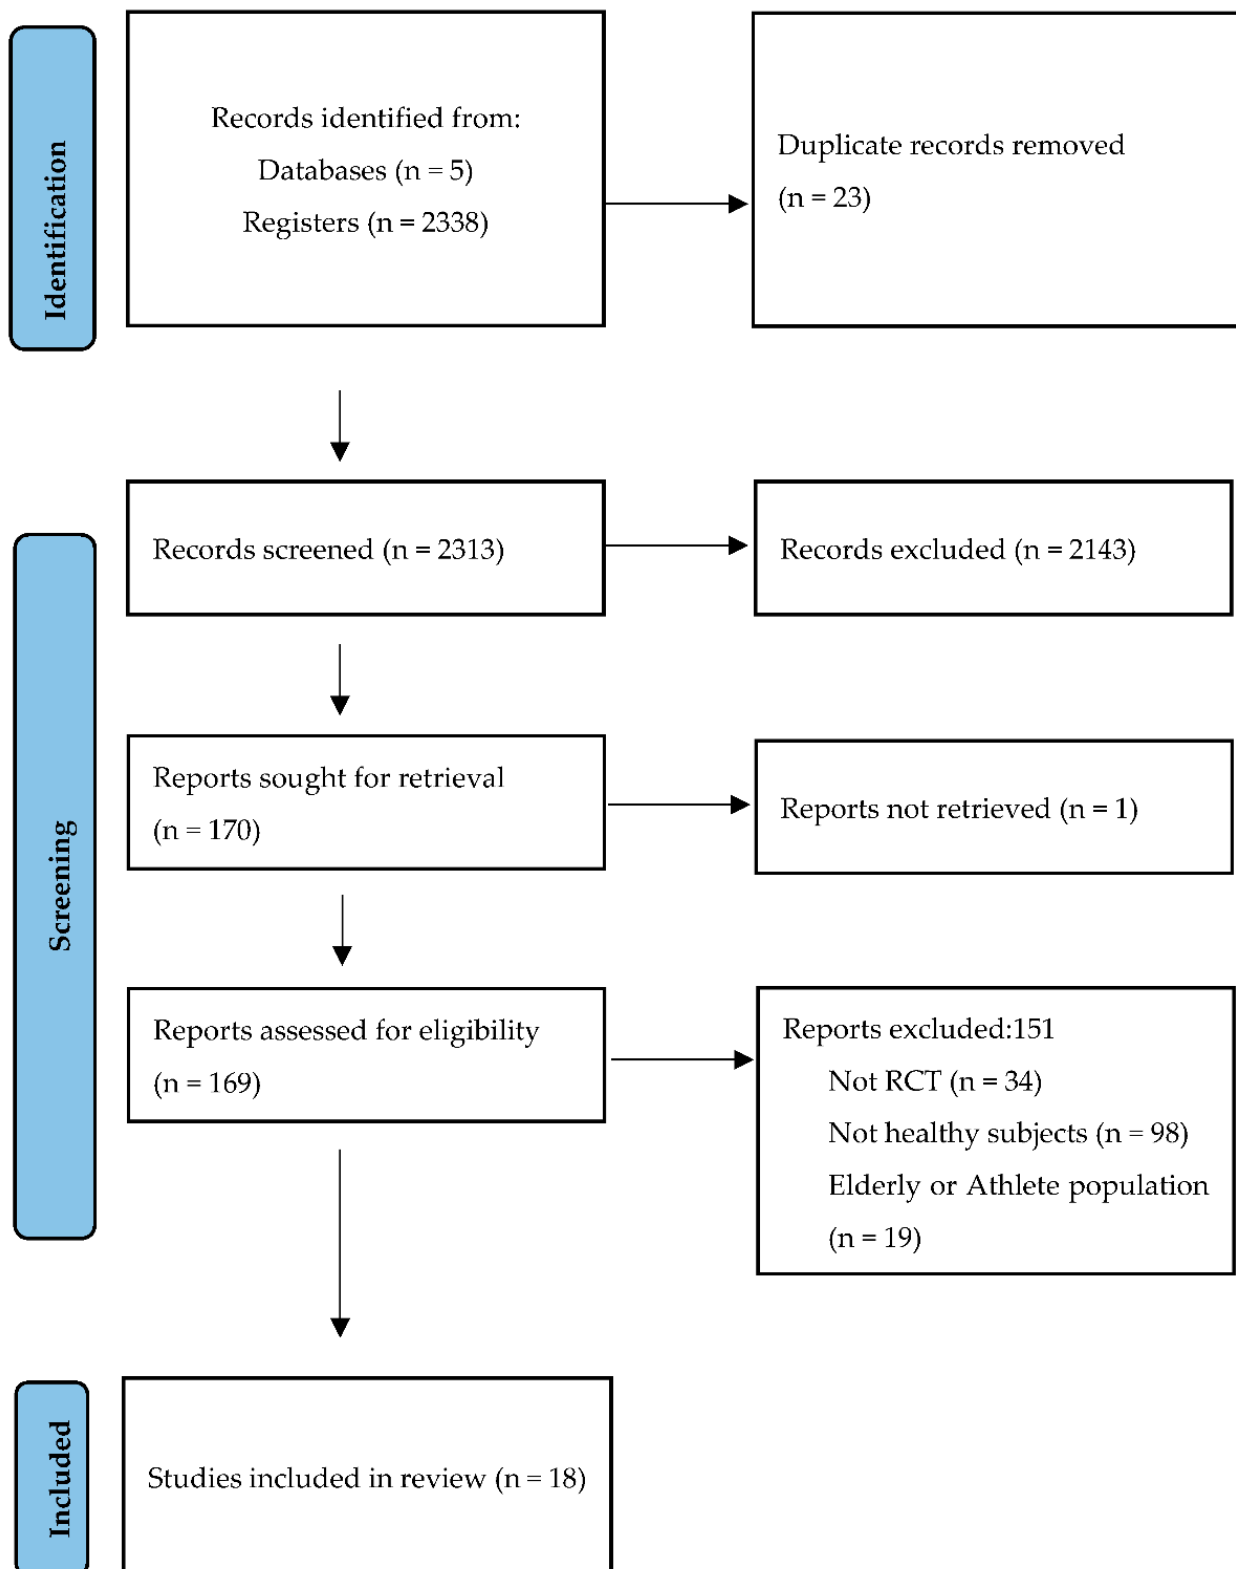 Identification
Records identified from:
Databases (n = 5)
Registers (n = 2338)
Duplicate records removed
(n = 23)
Screening
Records screened (n = 2313)
Records excluded (n = 2143)
Reports sought for retrieval
(n = 170)
Reports not retrieved (n = 1)
Reports assessed for eligibility
(n = 169)
Reports excluded:151
Not RCT (n = 34)
Not healthy subjects (n = 98)
Elderly or Athlete population
(n = 19)
Included
Studies included in review (n = 18)